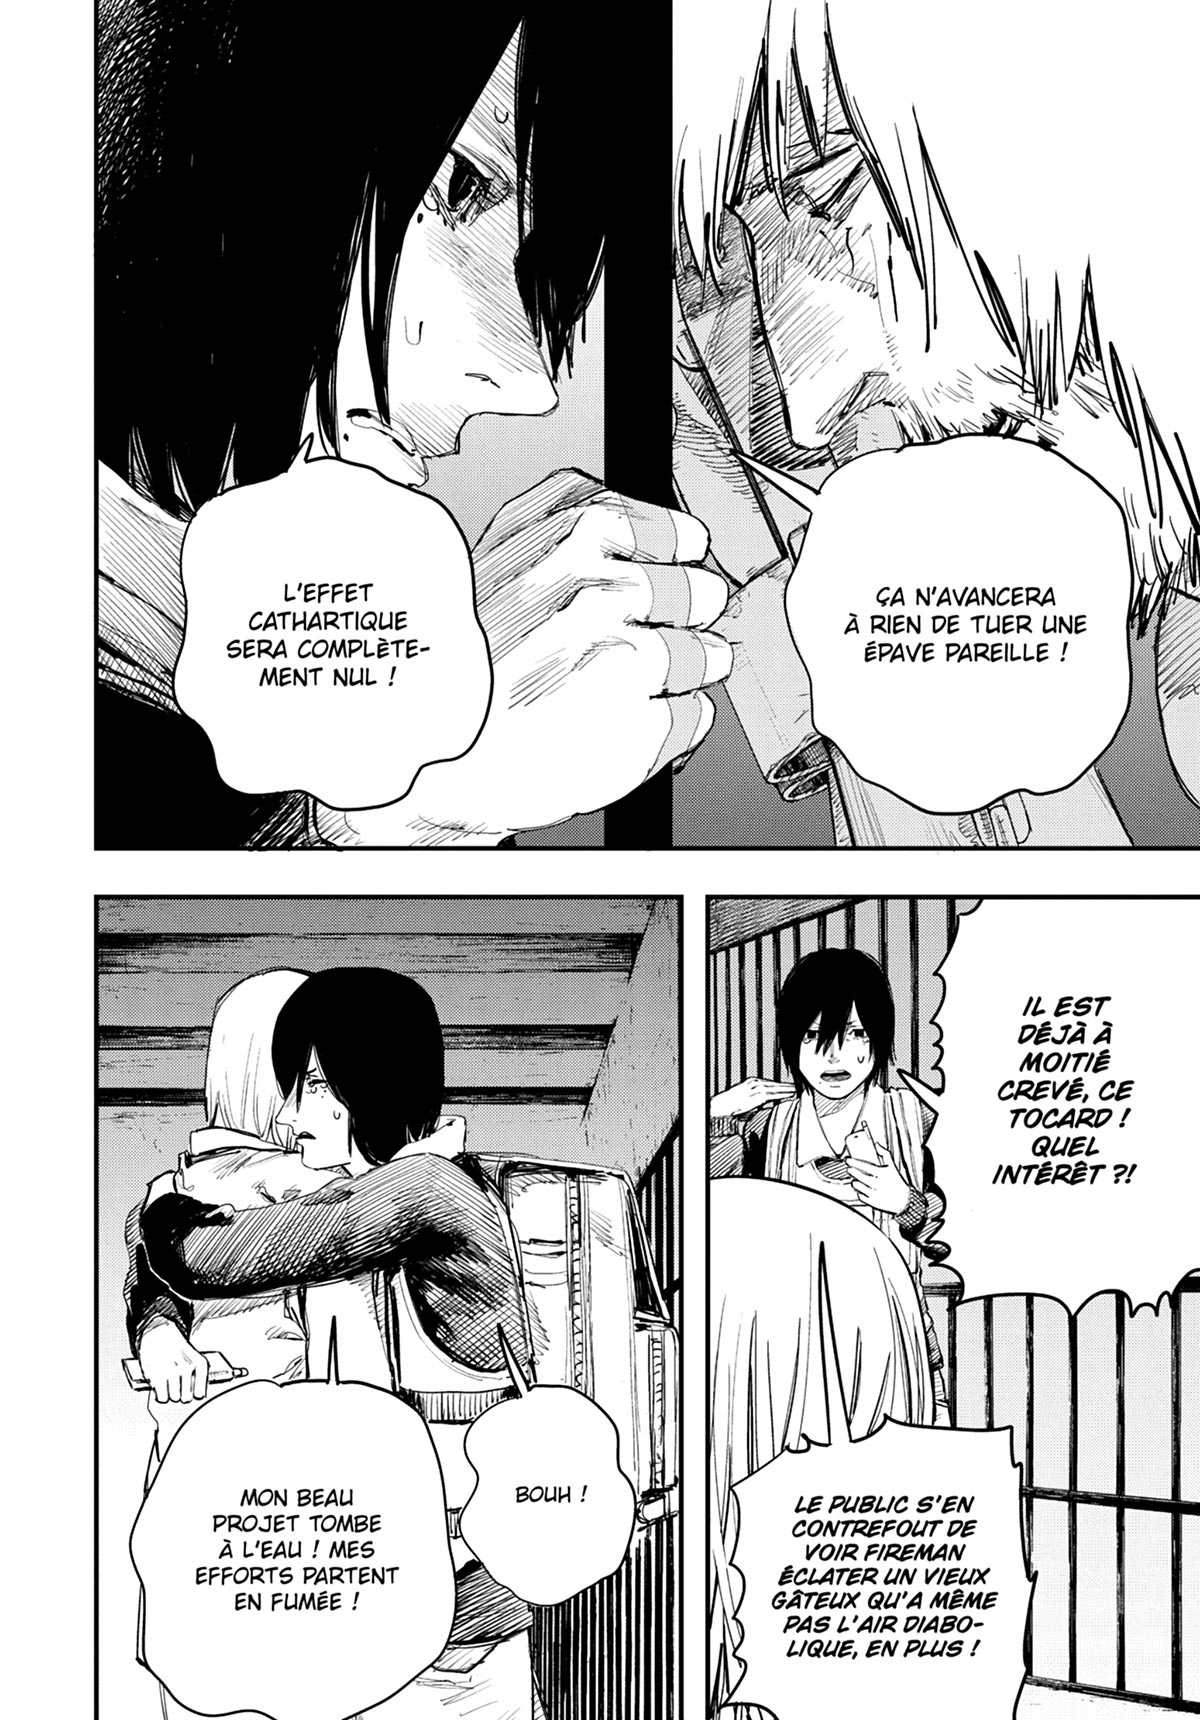 ÇA N'AVANCERA
À RIEN DE TUER UNE
ÉPAVE PAREILLE !
L'EFFET
CATHARTIQUE
SERA COMPLÈTE-
MENT NUL !
IL EST
DÉJÀ À
MOITIÉ
CREVÉ, CE
TOCARD !
QUEL
INTÉRÊT ?!
LE PUBLIC S'EN
CONTREFOUT DE
VOIR FIREMAN
ÉCLATER UN VIEUX
GÂTEUX QU'A MÊME
PAS L'AIR DIABO-
LIQUE, EN PLUS !
BOUH !
MON BEAU
PROJET TOMBE
À L'EAU ! MES
EFFORTS PARTENT
EN FUMÉE !